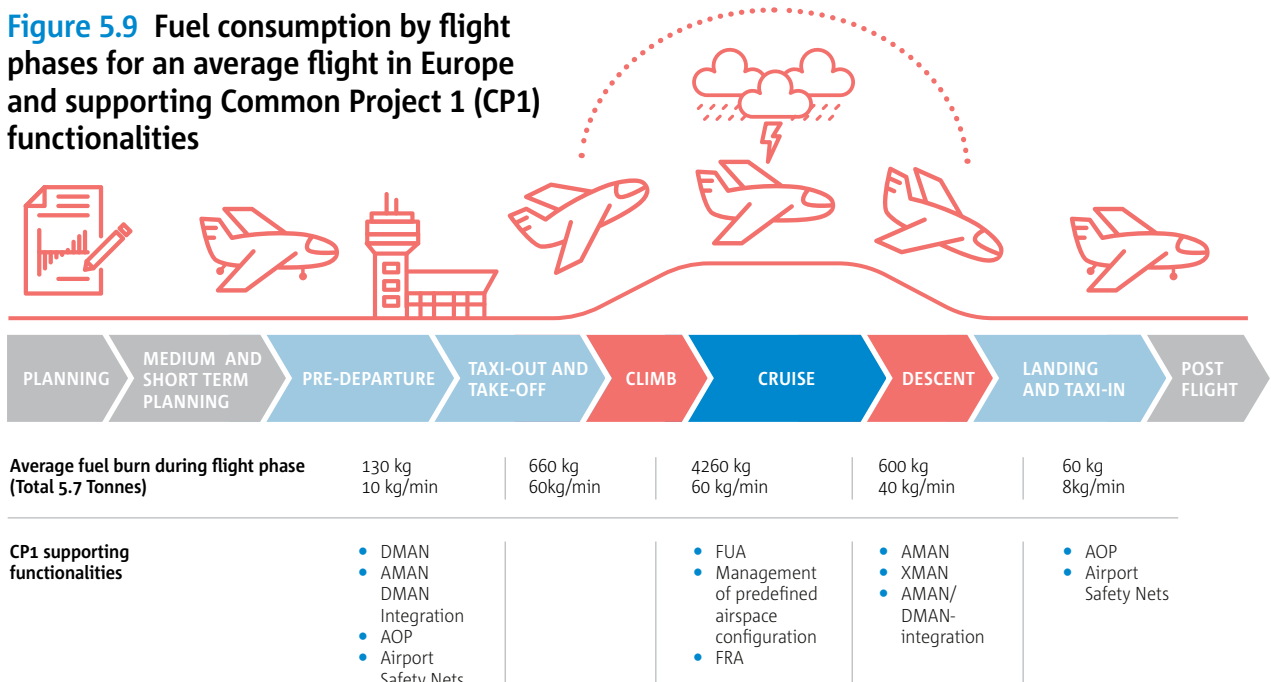 Figure 5.9 Fuel consumption by flight
phases for an average flight in Europe
and supporting Common Project 1 (CP1)
functionalities
PLANNING
MEDIUM AND
SHORT TERM
PLANNING
PRE-DEPARTURE
TAXI-OUT AND
TAKE-OFF
CLIMB
CRUISE
DESCENT
LANDING
AND TAXI-IN
POST
FLIGHT
Average fuel burn during flight phase
(Total 5.7 Tonnes)
130 kg
10 kg/min
660 kg
60kg/min
4260 kg
60 kg/min
600 kg
40 kg/min
60 kg
8kg/min
CP1 supporting
functionalities
• DMAN
• AMAN
DMAN
Integration
• AOP
• Airport
Safety Nets
• FUA
• Management
of predefined
airspace
configuration
• FRA
• AMAN
• XMAN
• AMAN/
DMAN-
integration
• AOP
• Airport
Safety Nets